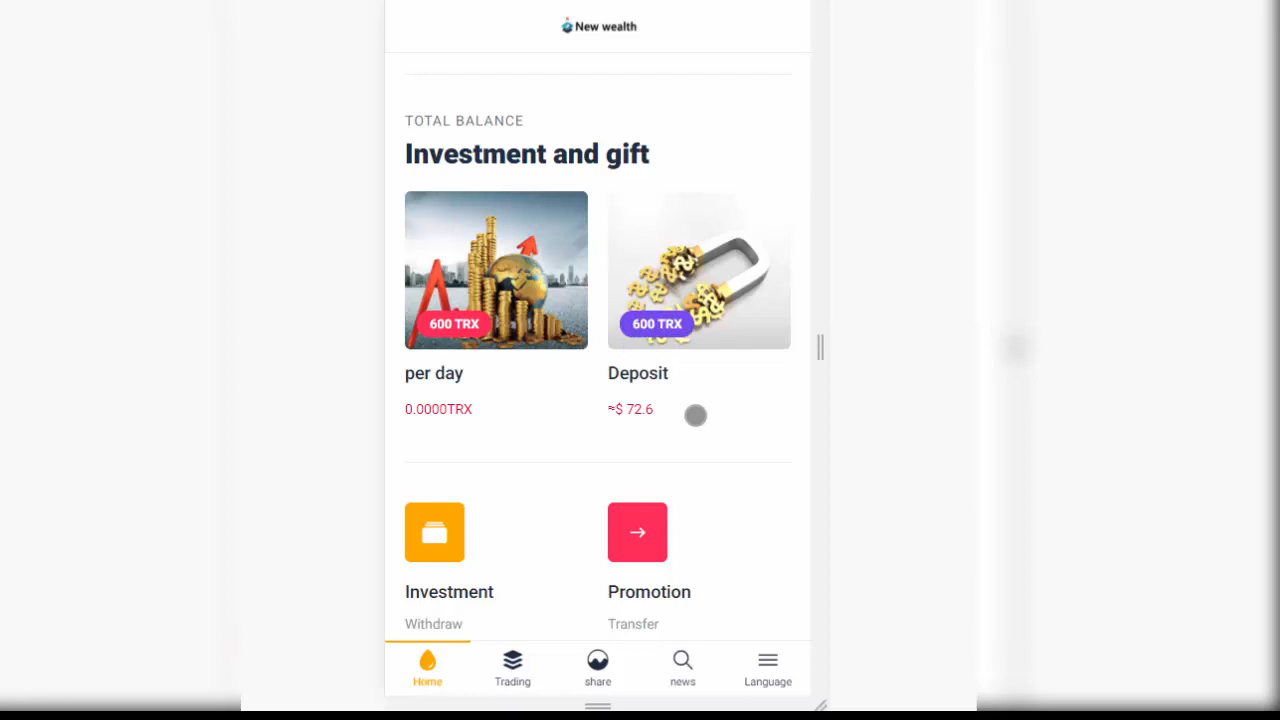 New wealth
TOTAL BALANCE
Investment and gift
600 TRX
600 TRX
per day
Deposit
0.0000TRX
≈$ 72.6
Investment
Promotion
Withdraw
Transfer
Home
Trading
share
news
Language